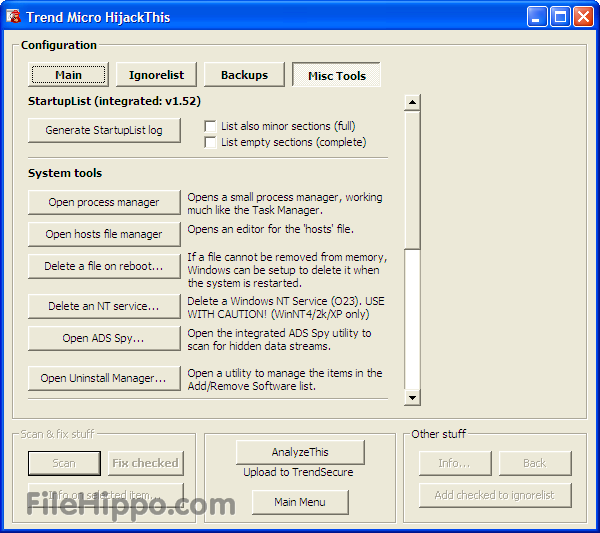 Trend Micro HijackThis
Configuration
Main
Ignorelist
Backups
Misc Tools
StartupList (integrated: v1.52)
Generate StartupList log
List also minor sections (full)
List empty sections (complete)
System tools
Open process manager
Opens a small process manager, working
much like the Task Manager.
Open hosts file manager
Opens an editor for the 'hosts' file.
Delete a file on reboot...
If a file cannot be removed from memory,
Windows can be setup to delete it when
the system is restarted.
Delete an NT service...
Delete a Windows NT Service (O23). USE
WITH CAUTION! (WinNT4/2k/XP only)
Open ADS Spy...
Open the integrated ADS Spy utility to
scan for hidden data streams.
Open Uninstall Manager...
Open a utility to manage the items in the
Add/Remove Software list.
Scan & fix stuff
Scan
Fix checked
Info on selected item...
AnalyzeThis
Upload to TrendSecure
Main Menu
Other stuff
Info...
Back
Add checked to ignorelist
FileHippo.com